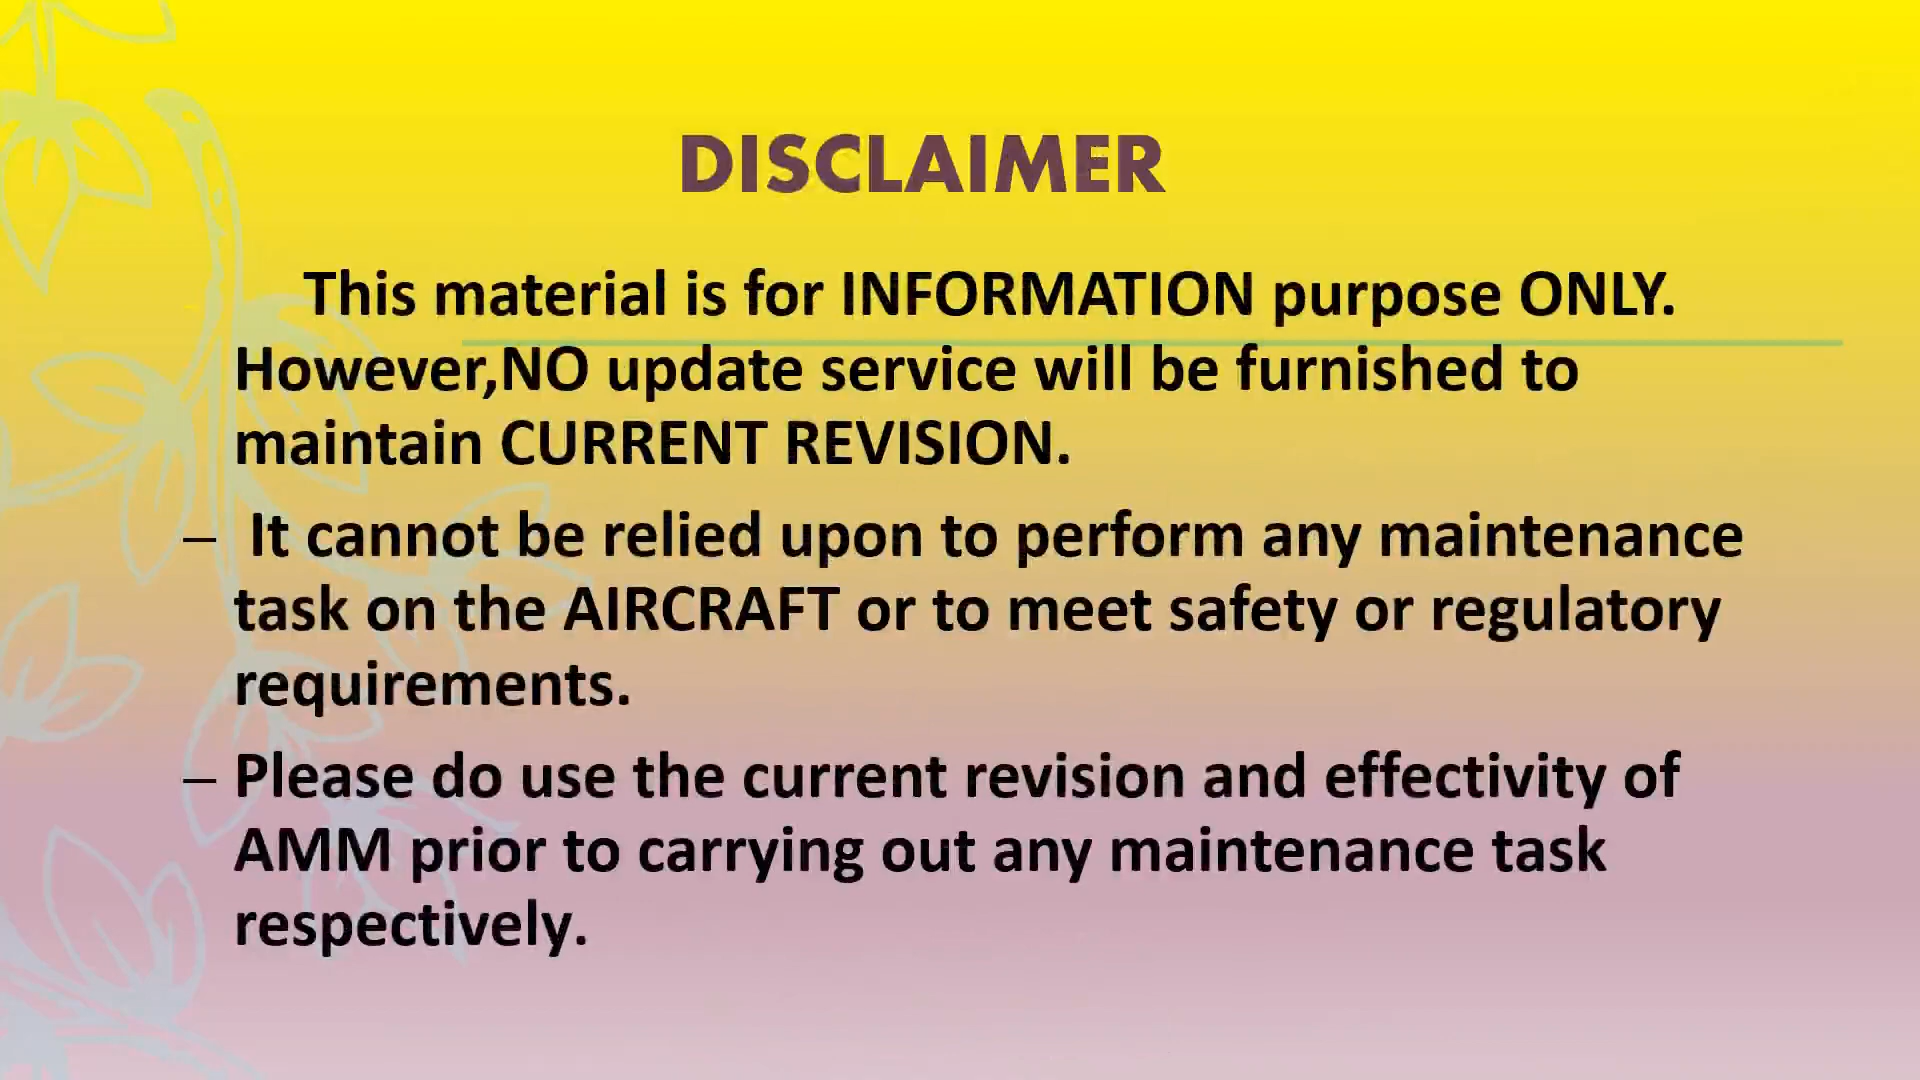 DISCLAIMER
This material is for INFORMATION purpose ONLY.
However,NO update service will be furnished to
maintain CURRENT REVISION.
– It cannot be relied upon to perform any maintenance
task on the AIRCRAFT or to meet safety or regulatory
requirements.
– Please do use the current revision and effectivity of
AMM prior to carrying out any maintenance task
respectively.